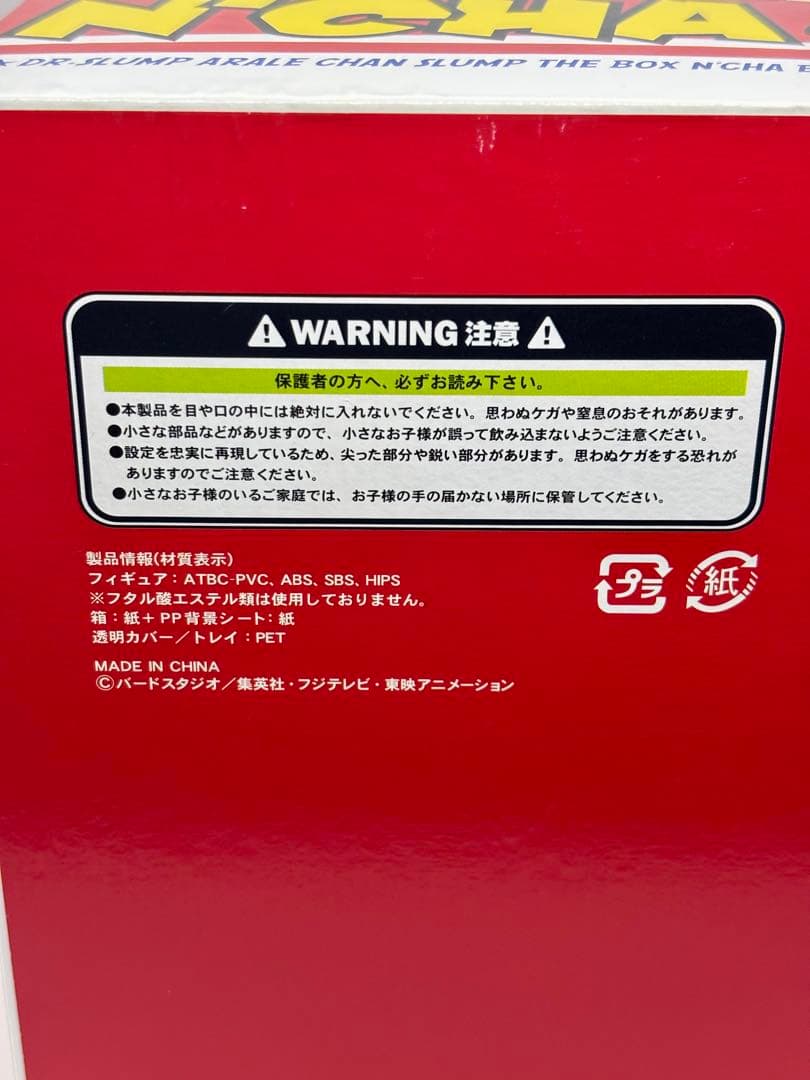 N'CHA
DR-SLUMP ARALE CHAN SLUMP THE BOX N'CHA
WARNING 注意
保護者の方へ、必ずお読み下さい。
●本製品を目や口の中には絶対に入れないでください。思わぬケガや窒息のおそれがあります。
●小さな部品などがありますので、小さなお子様が誤って飲み込まないようご注意ください。
●設定を忠実に再現しているため、尖った部分や鋭い部分があります。思わぬケガをする恐れが
ありますのでご注意ください。
●小さなお子様のいるご家庭では、お子様の手の届かない場所に保管してください。
製品情報(材質表示)
フィギュア：ATBC-PVC、ABS、SBS、HIPS
※フタル酸エステル類は使用しておりません。
箱：紙＋PP背景シート：紙
透明カバー／トレイ：PET
プラ
紙
MADE IN CHINA
Ⓒバードスタジオ／集英社・フジテレビ・東映アニメーション